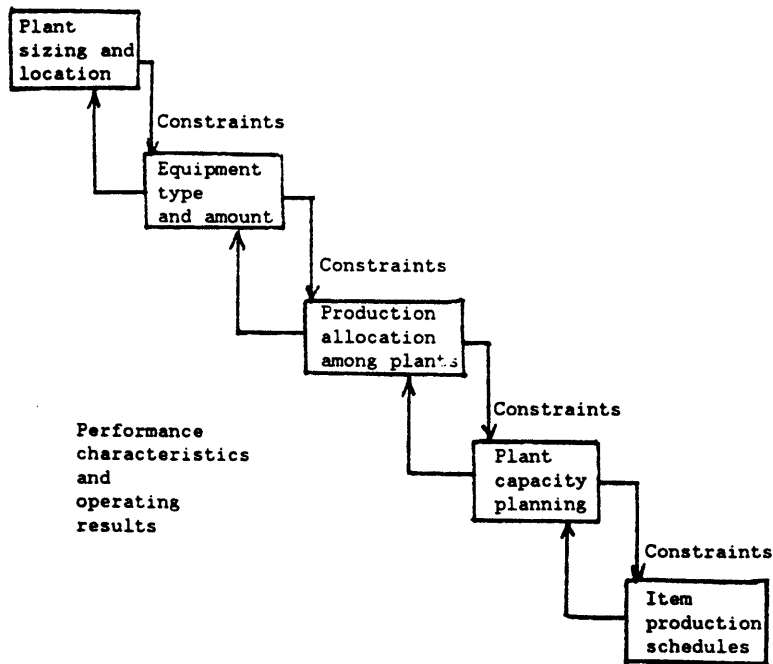 Plant
sizing and
location
Constraints
Equipment
type
and amount
Constraints
Production
allocation
among plants
Constraints
Performance
characteristics
and
operating
results
Plant
capacity
planning
Constraints
Item
production
schedules